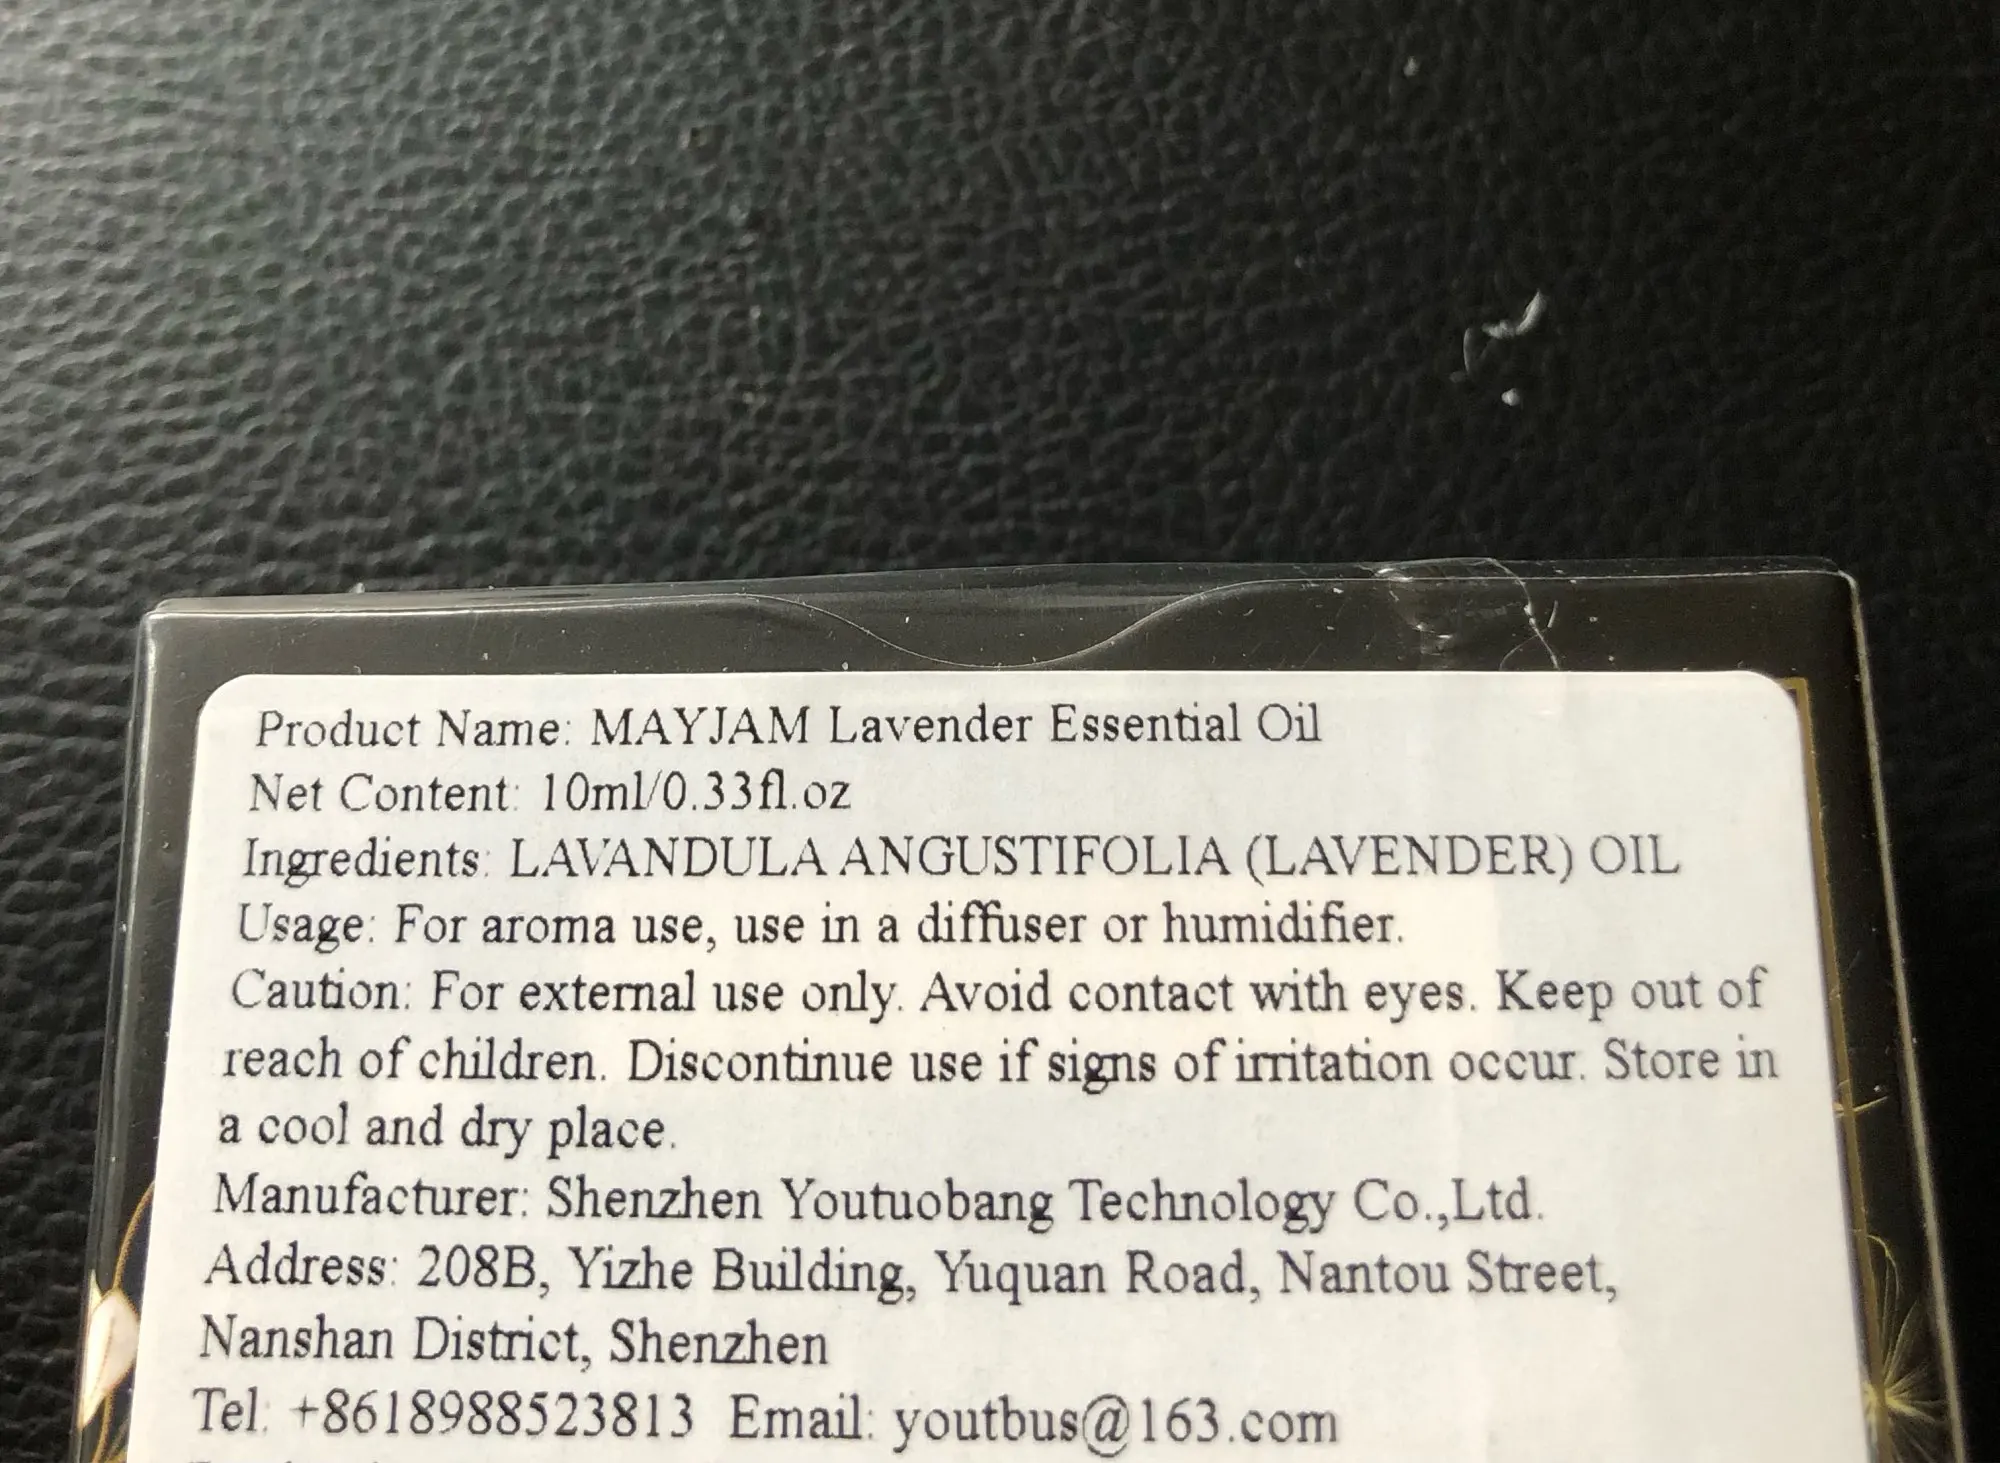 Product Name: MAYJAM Lavender Essential Oil
Net Content: 10ml/0.33fl.oz
Ingredients: LAVANDULA ANGUSTIFOLIA (LAVENDER) OIL
Usage: For aroma use, use in a diffuser or humidifier.
Caution: For external use only. Avoid contact with eyes. Keep out of
reach of children. Discontinue use if signs of irritation occur. Store in
a cool and dry place.
Manufacturer: Shenzhen Youtuobang Technology Co.,Ltd.
Address: 208B, Yizhe Building, Yuquan Road, Nantou Street,
Nanshan District, Shenzhen
Tel: +8618988523813 Email: youtbus@163.com